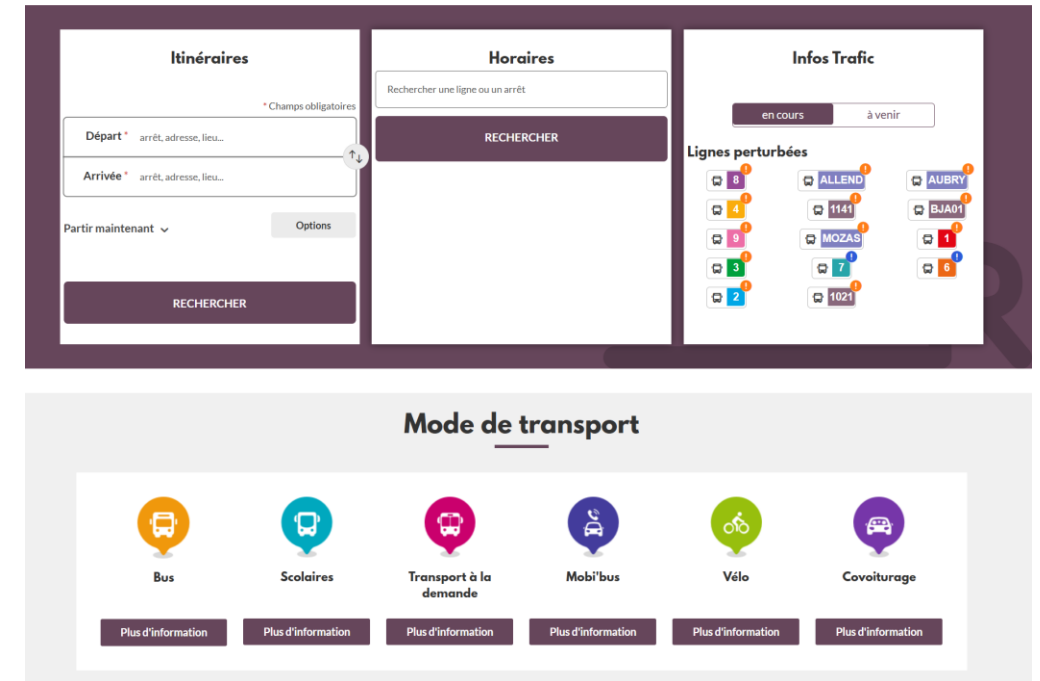 Itinéraires
* Champs obligatoires
Départ * arrêt, adresse, lieu...
Arrivée * arrêt, adresse, lieu...
Partir maintenant
Options
RECHERCHER
Horaires
Rechercher une ligne ou un arrêt
RECHERCHER
Infos Trafic
en cours à venir
Lignes perturbées
8 ALLEND AUBRY
4 1141 BJA01
9 MOZAS 1
3 7 6
2 1021
Mode de transport
Bus
Scolaires
Transport à la
demande
Mobi'bus
Vélo
Covoiturage
Plus d'information
Plus d'information
Plus d'information
Plus d'information
Plus d'information
Plus d'information